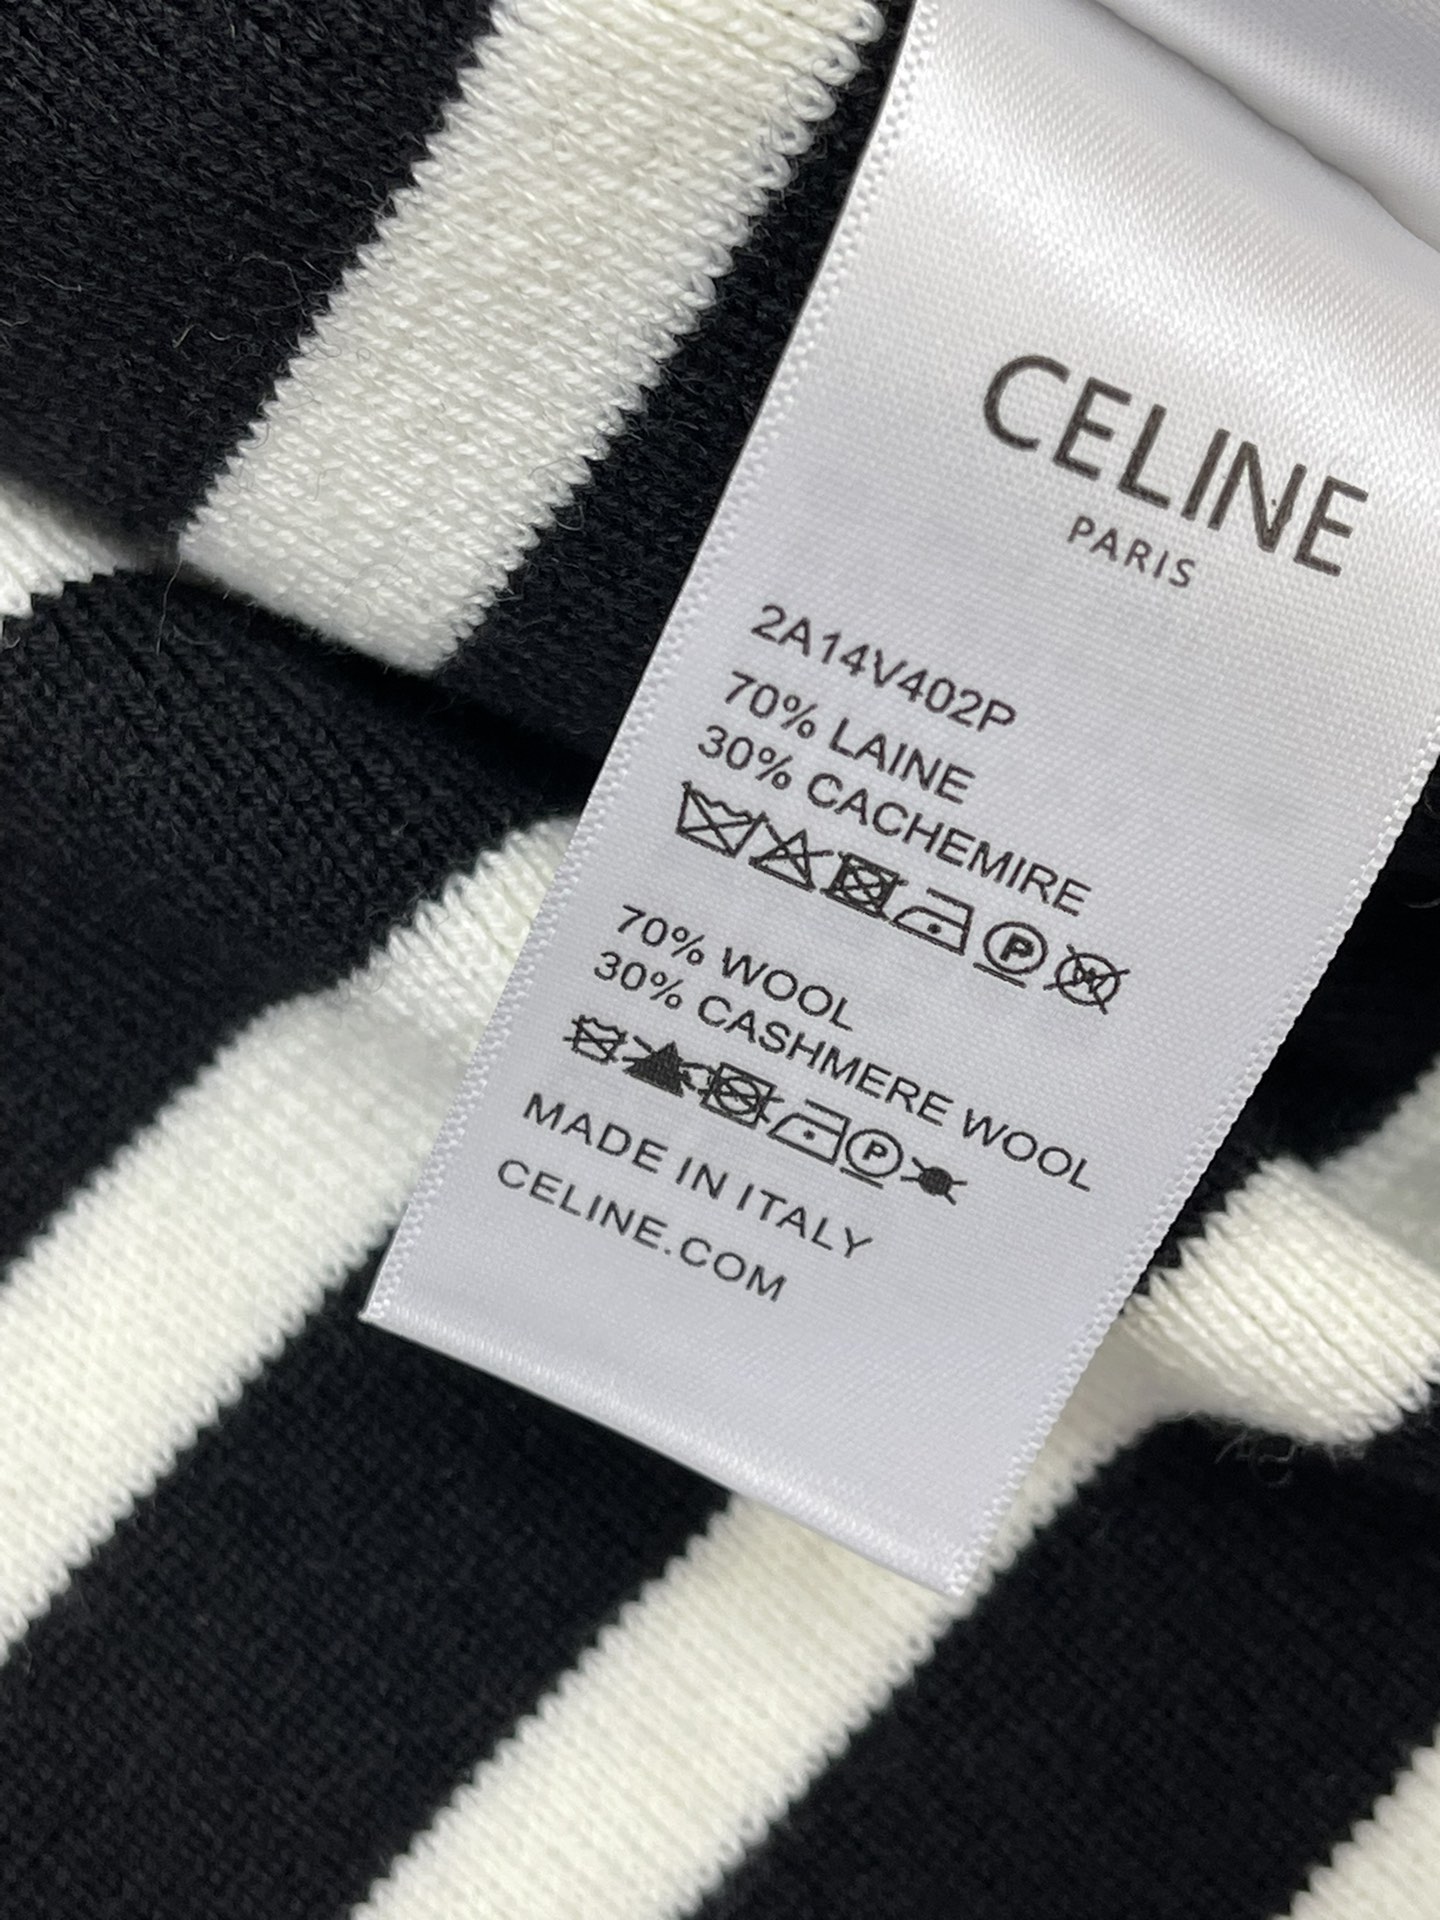 CELINE
PARIS
2A14V402P
70% LAINE
30% CACHEMIRE
P
70% WOOL
30% CASHMERE WOOL
P
MADE IN ITALY
CELINE.COM